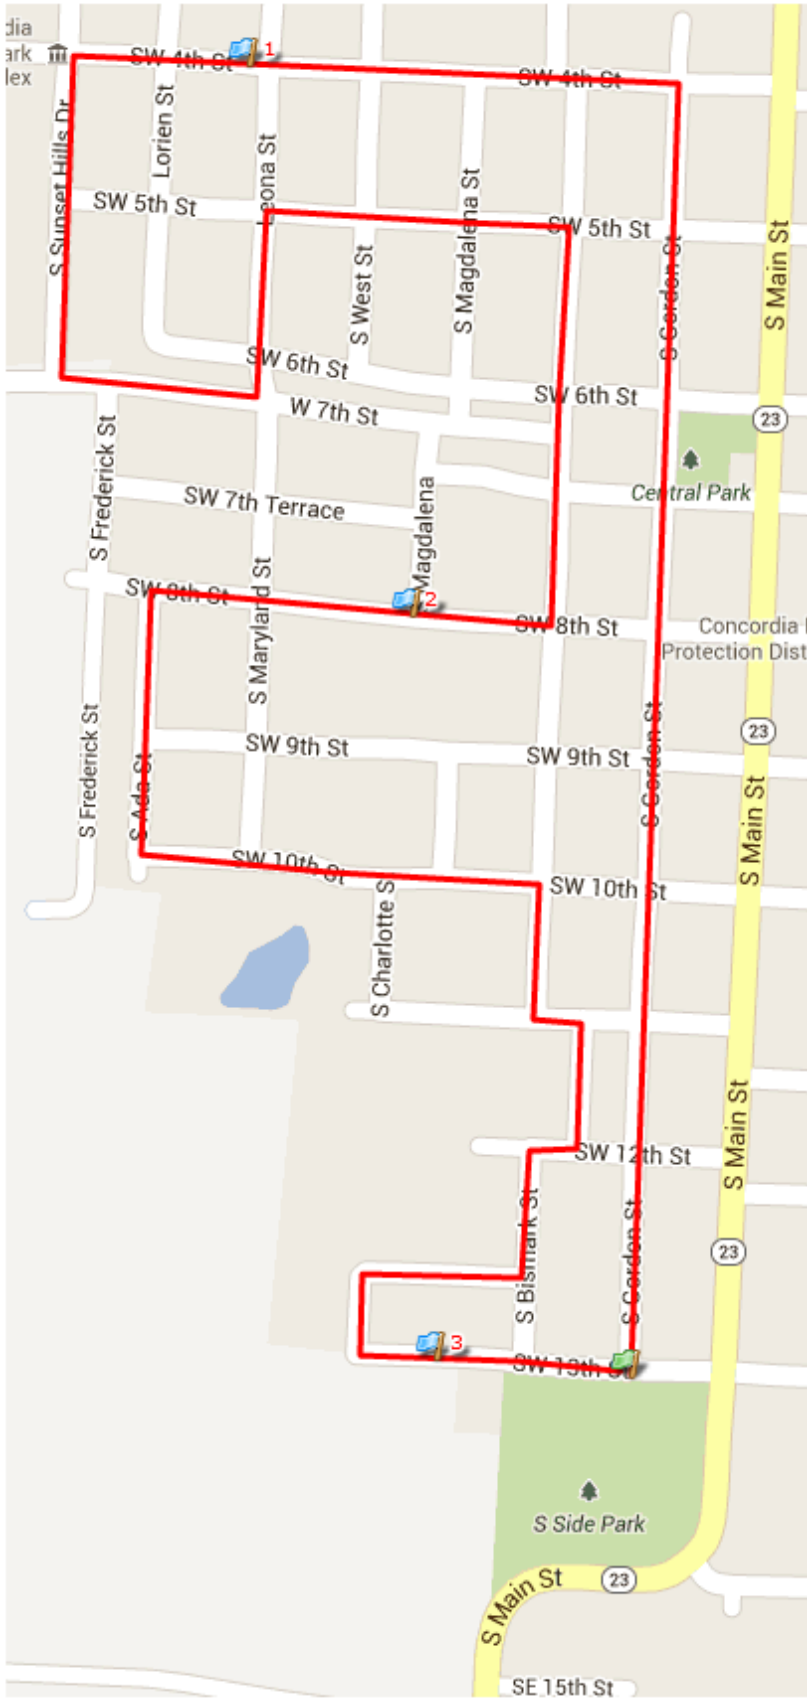 dia
ark
lex
SW 4th St
1
SW 4th St
S Sunset Hills Dr
Lorien St
Leona St
SW 5th St
SW 5th St
S West St
S Magdalena St
S Gordon St
S Main St
SW 6th St
SW 6th St
W 7th St
23
S Frederick St
Central Park
SW 7th Terrace
Magdalena
SW 8th St
2
SW 8th St
Concordia
Protection Dist
S Maryland St
S Frederick St
S Ada St
SW 9th St
SW 9th St
S Gordon St
23
S Main St
SW 10th St
SW 10th St
S Charlotte S
S Main St
SW 12th St
S Bismark St
S Gordon St
23
3
SW 13th St
S Side Park
S Main St
23
SE 15th St